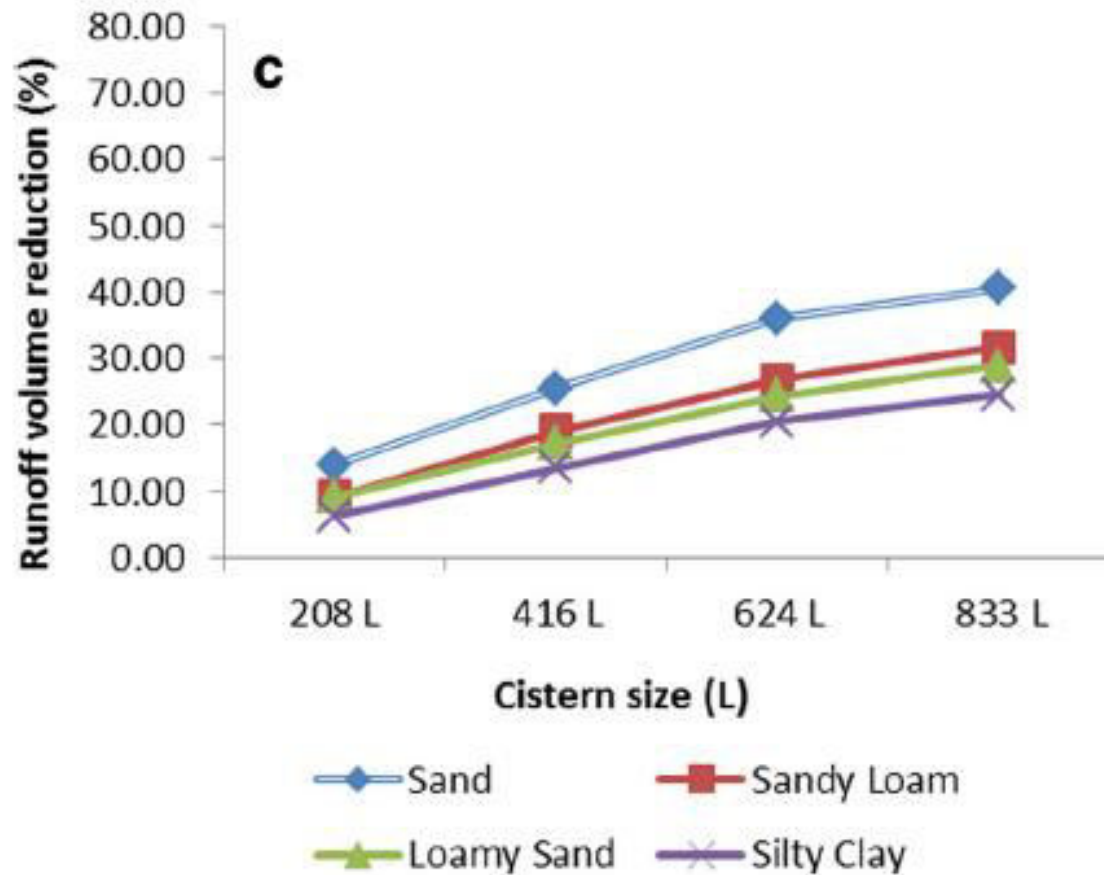 c
Runoff volume reduction (%)
80.00
70.00
60.00
50.00
40.00
30.00
20.00
10.00
0.00
208 L 416 L 624 L 833 L
Cistern size (L)
Sand Sandy Loam
Loamy Sand Silty Clay